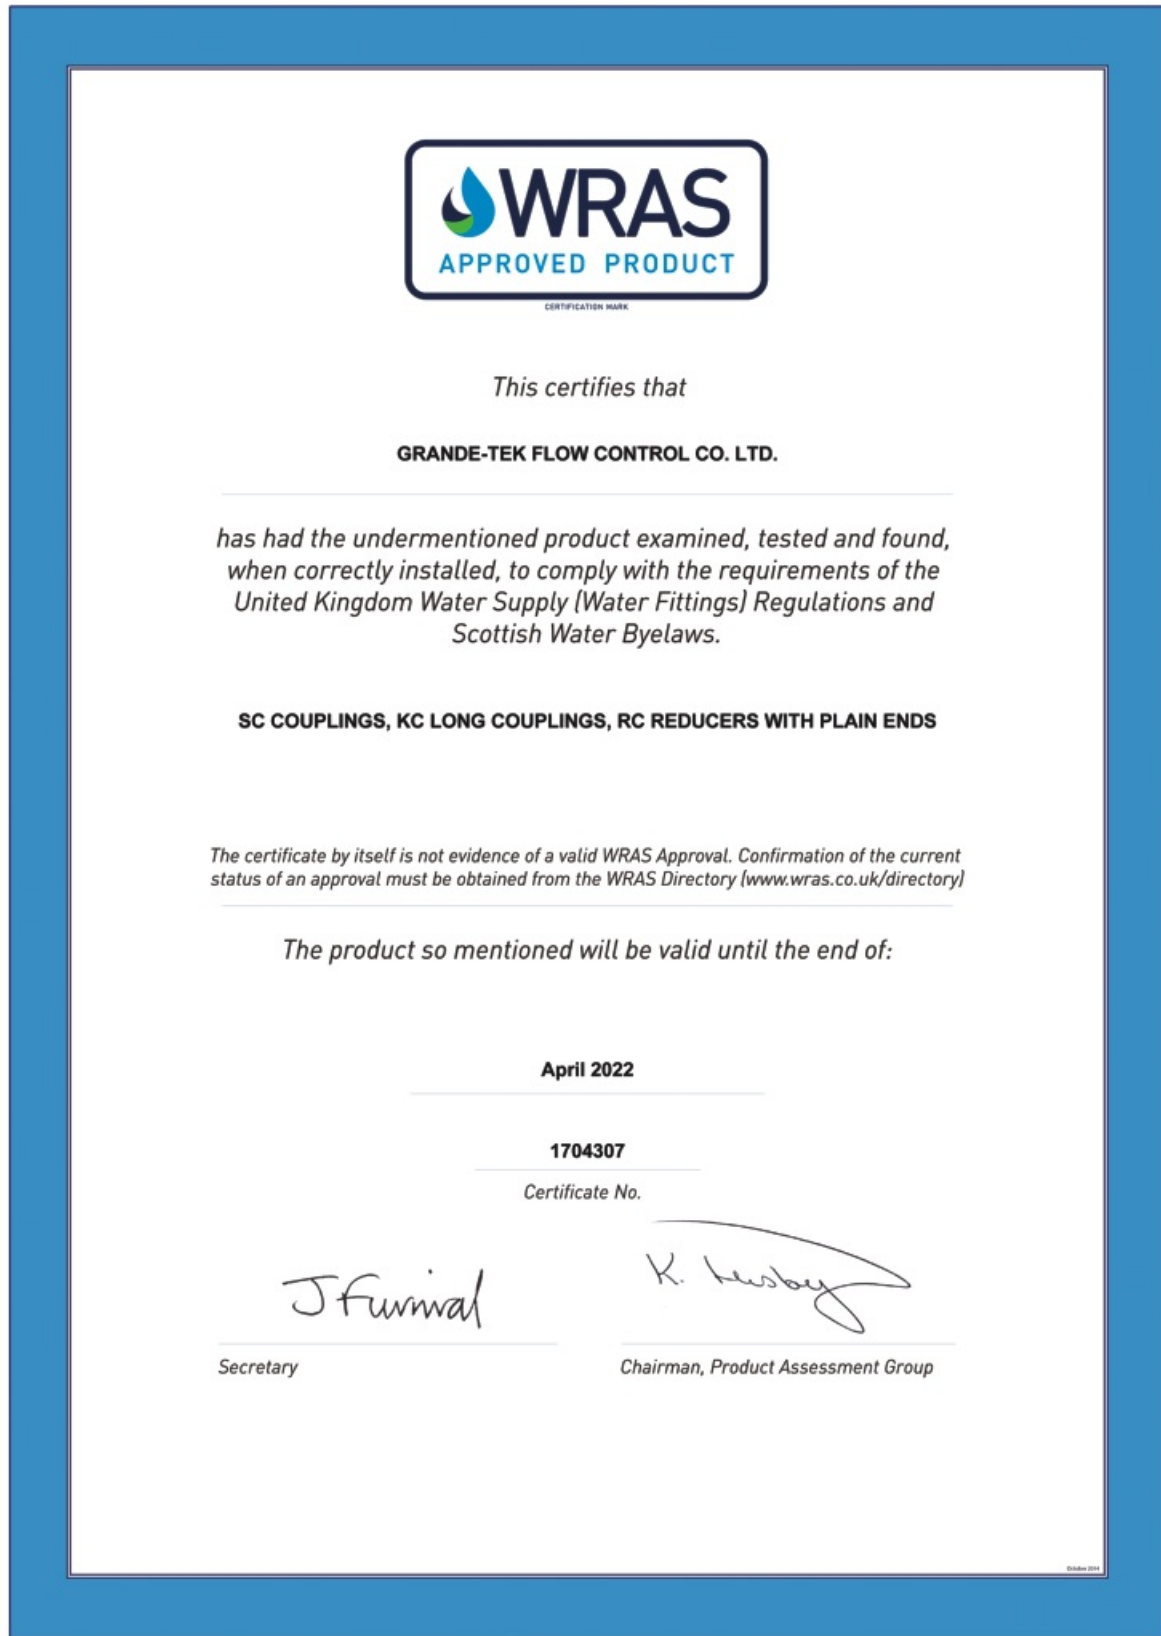 WRAS
APPROVED PRODUCT
CERTIFICATION MARK
This certifies that
GRANDE-TEK FLOW CONTROL CO. LTD.
has had the undermentioned product examined, tested and found,
when correctly installed, to comply with the requirements of the
United Kingdom Water Supply (Water Fittings) Regulations and
Scottish Water Byelaws.
SC COUPLINGS, KC LONG COUPLINGS, RC REDUCERS WITH PLAIN ENDS
The certificate by itself is not evidence of a valid WRAS Approval. Confirmation of the current
status of an approval must be obtained from the WRAS Directory (www.wras.co.uk/directory)
The product so mentioned will be valid until the end of:
April 2022
1704307
Certificate No.
J Furnival
K.
Secretary
Chairman, Product Assessment Group
October 2014